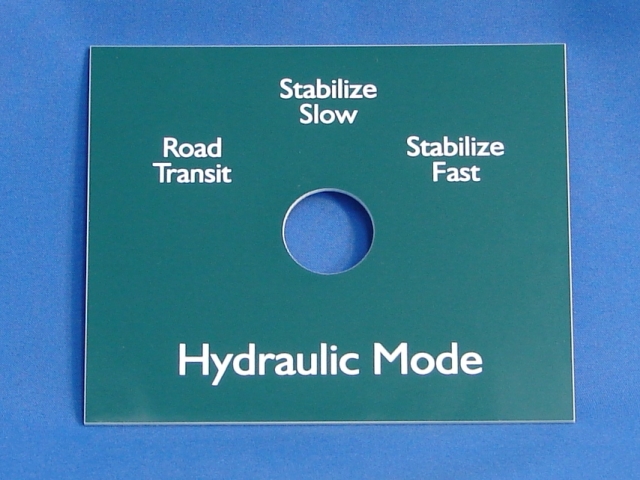 Stabilize
Slow
Road
Transit
Stabilize
Fast
Hydraulic Mode